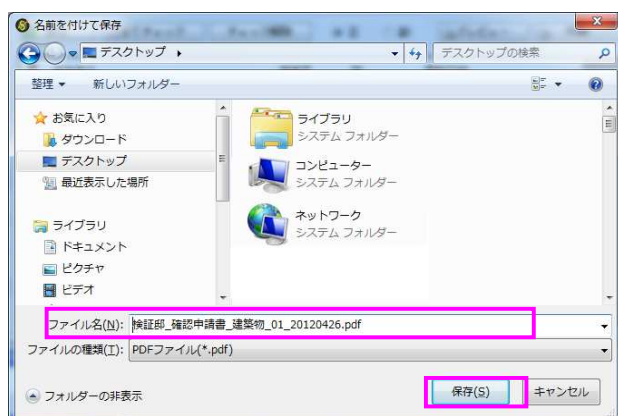 名前を付けて保存
デスクトップ
デスクトップの検索
整理 新しいフォルダー
お気に入り
ダウンロード
デスクトップ
最近表示した場所
ライブラリ
ドキュメント
ピクチャ
ビデオ
ライブラリ
システム フォルダー
コンピューター
システム フォルダー
ネットワーク
システム フォルダー
ファイル名(N): 検証邸_確認申請書_建築物_01_20120426.pdf
ファイルの種類(T): PDFファイル(*.pdf)
フォルダーの非表示
保存(S) キャンセル